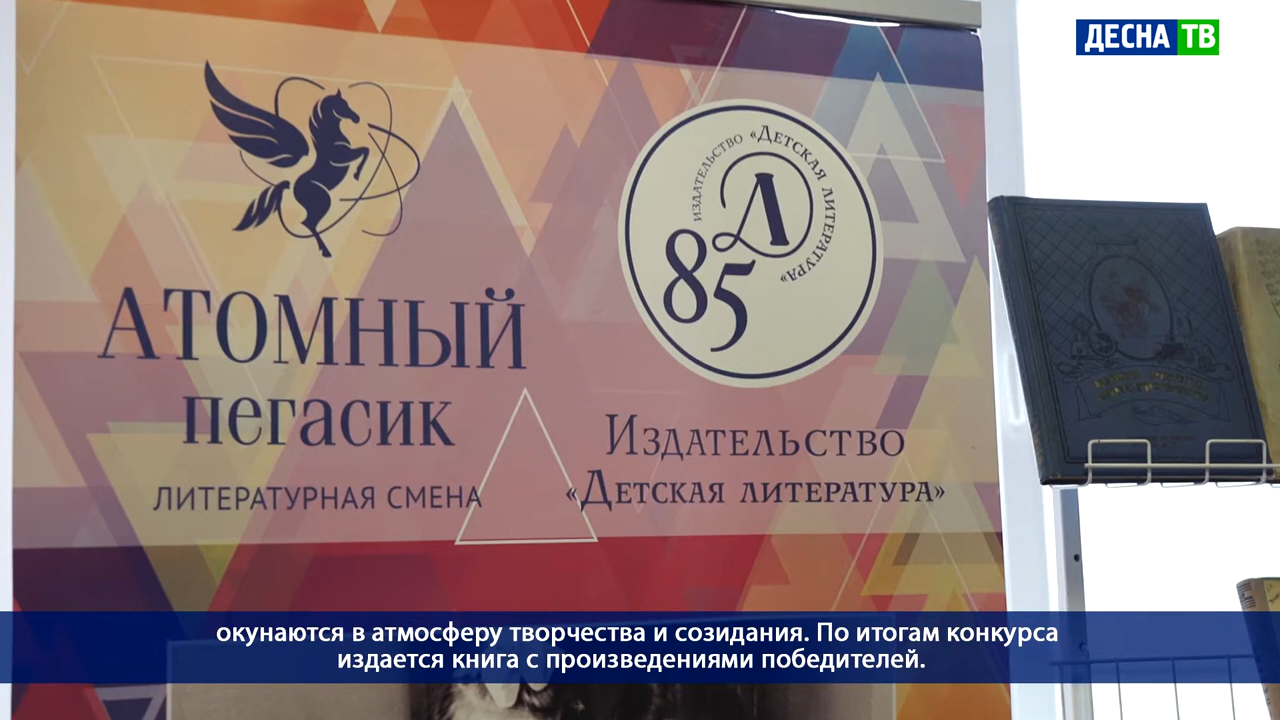 ДЕСНА ТВ
АТОМНЫЙ
пегасик
ЛИТЕРАТУРНАЯ СМЕНА
ИЗДАТЕЛЬСТВО «ДЕТСКАЯ ЛИТЕРАТУРА»
Д
85
ИЗДАТЕЛЬСТВО
«ДЕТСКАЯ ЛИТЕРАТУРА»
окунаются в атмосферу творчества и созидания. По итогам конкурса
издается книга с произведениями победителей.